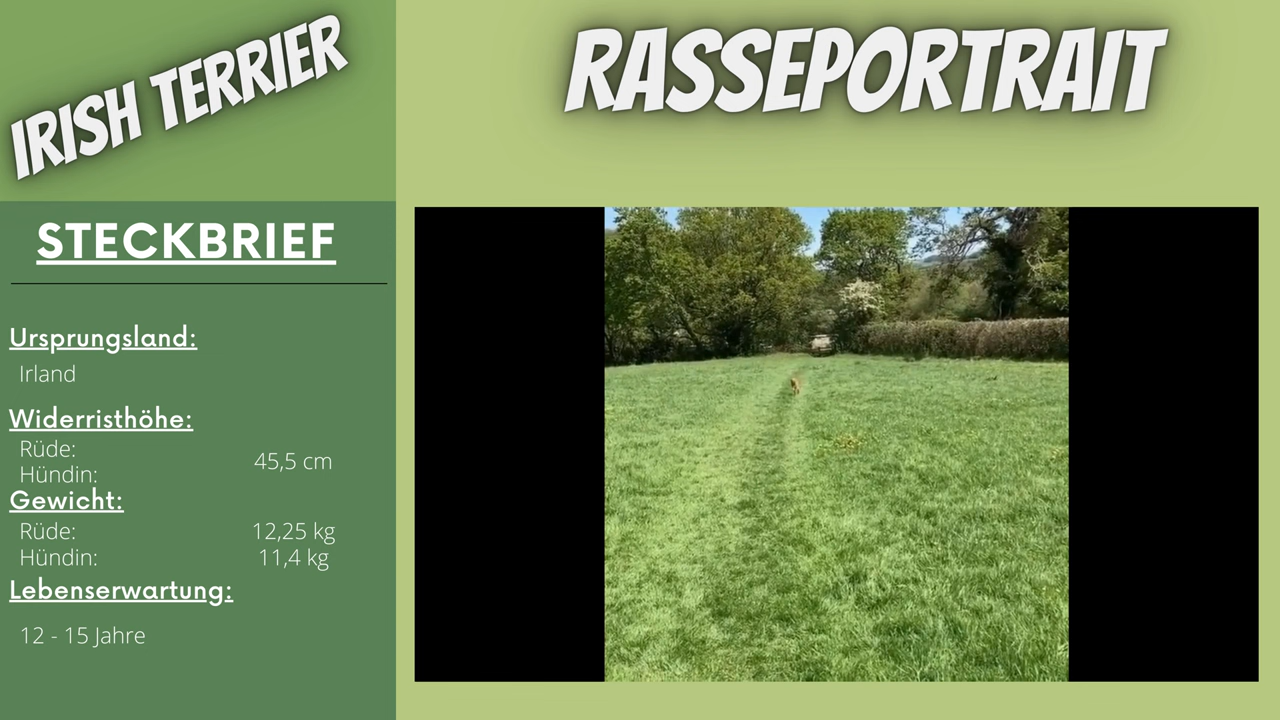 IRISH TERRIER
RASSEPORTRAIT
STECKBRIEF
Ursprungsland:
Irland
Widerristhöhe:
Rüde:
Hündin:
45,5 cm
Gewicht:
Rüde: 12,25 kg
Hündin: 11,4 kg
Lebenserwartung:
12 - 15 Jahre